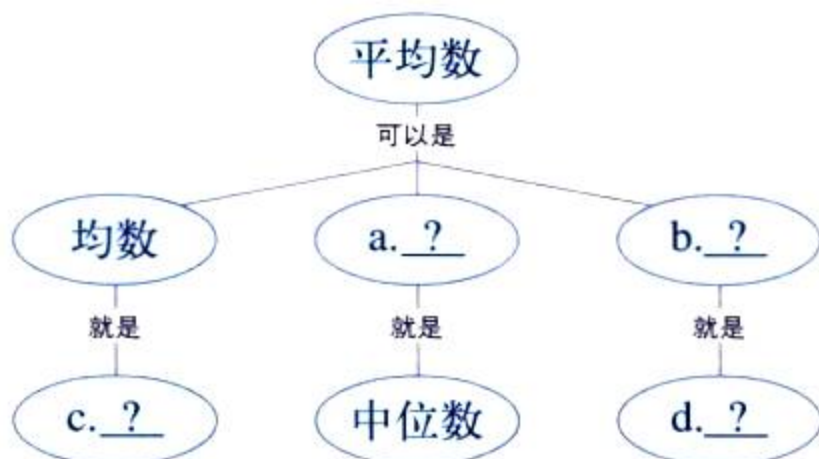 平均数
可以是
均数 a. ? b. ?
就是 就是 就是
c. ? 中位数 d. ?